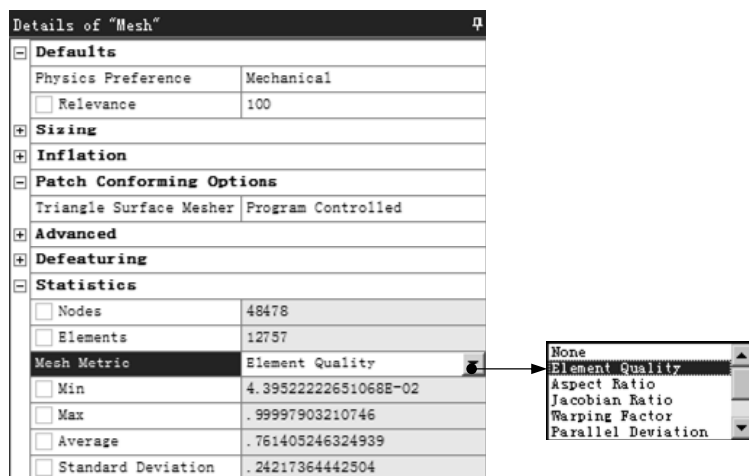 Details of "Mesh"
Defaults
Physics Preference Mechanical
Relevance 100
Sizing
Inflation
Patch Conforming Options
Triangle Surface Mesher Program Controlled
Advanced
Defeaturing
Statistics
Nodes 48478
Elements 12757
Mesh Metric Element Quality
Min 4.39522222651068E-02
Max .99997903210746
Average .761405246324939
Standard Deviation .24217364442504
None
Element Quality
Aspect Ratio
Jacobian Ratio
Warping Factor
Parallel Deviation